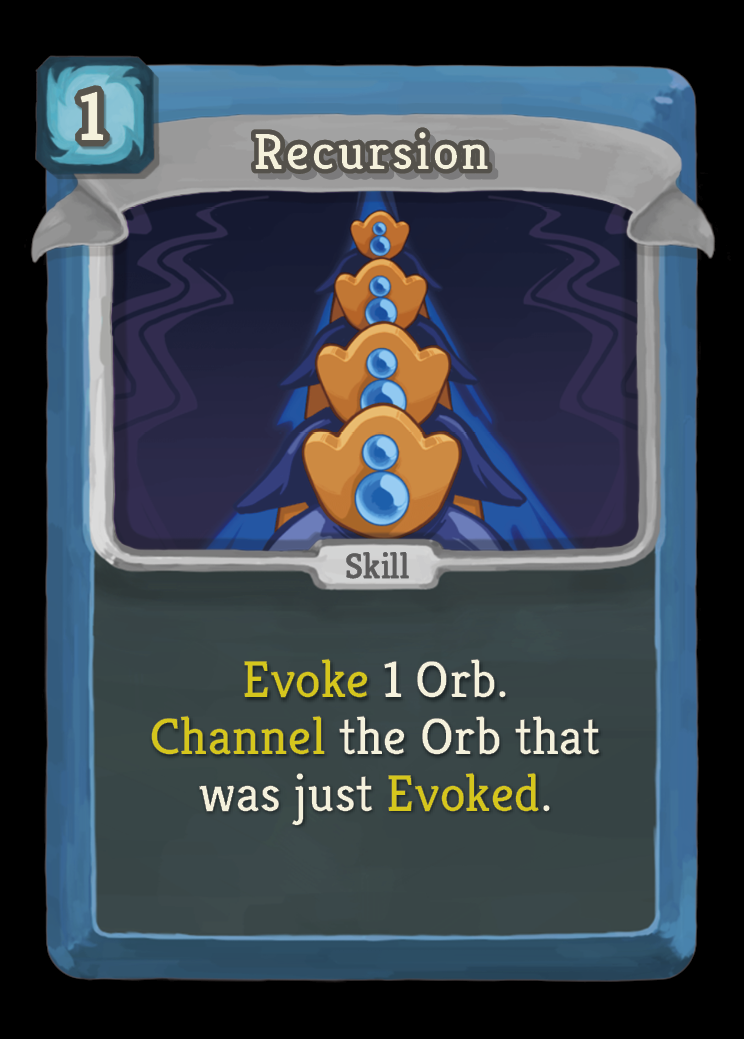 1
Recursion
Skill
Evoke 1 Orb.
Channel the Orb that
was just Evoked.